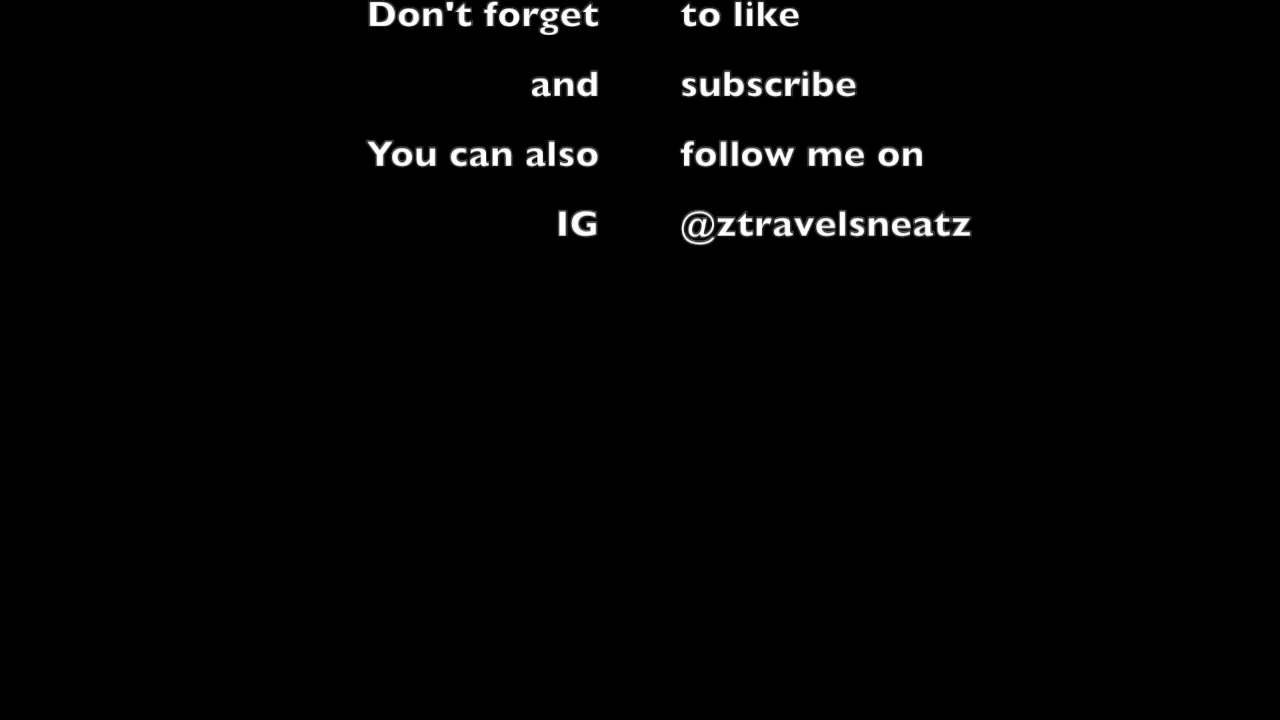 Don't forget to like
and subscribe
You can also follow me on
IG @ztravelsneatz